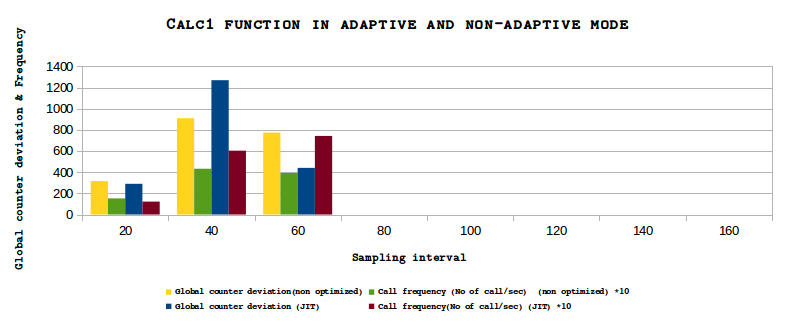 Calc1 function in adaptive and non-adaptive mode
Global counter deviation & Frequency
1400
1200
1000
800
600
400
200
0
20 40 60 80 100 120 140 160
Sampling interval
Global counter deviation(non optimized) Call frequency (No of call/sec) (non optimized) *10
Global counter deviation (JIT) Call frequency(No of call/sec) (JIT) *10